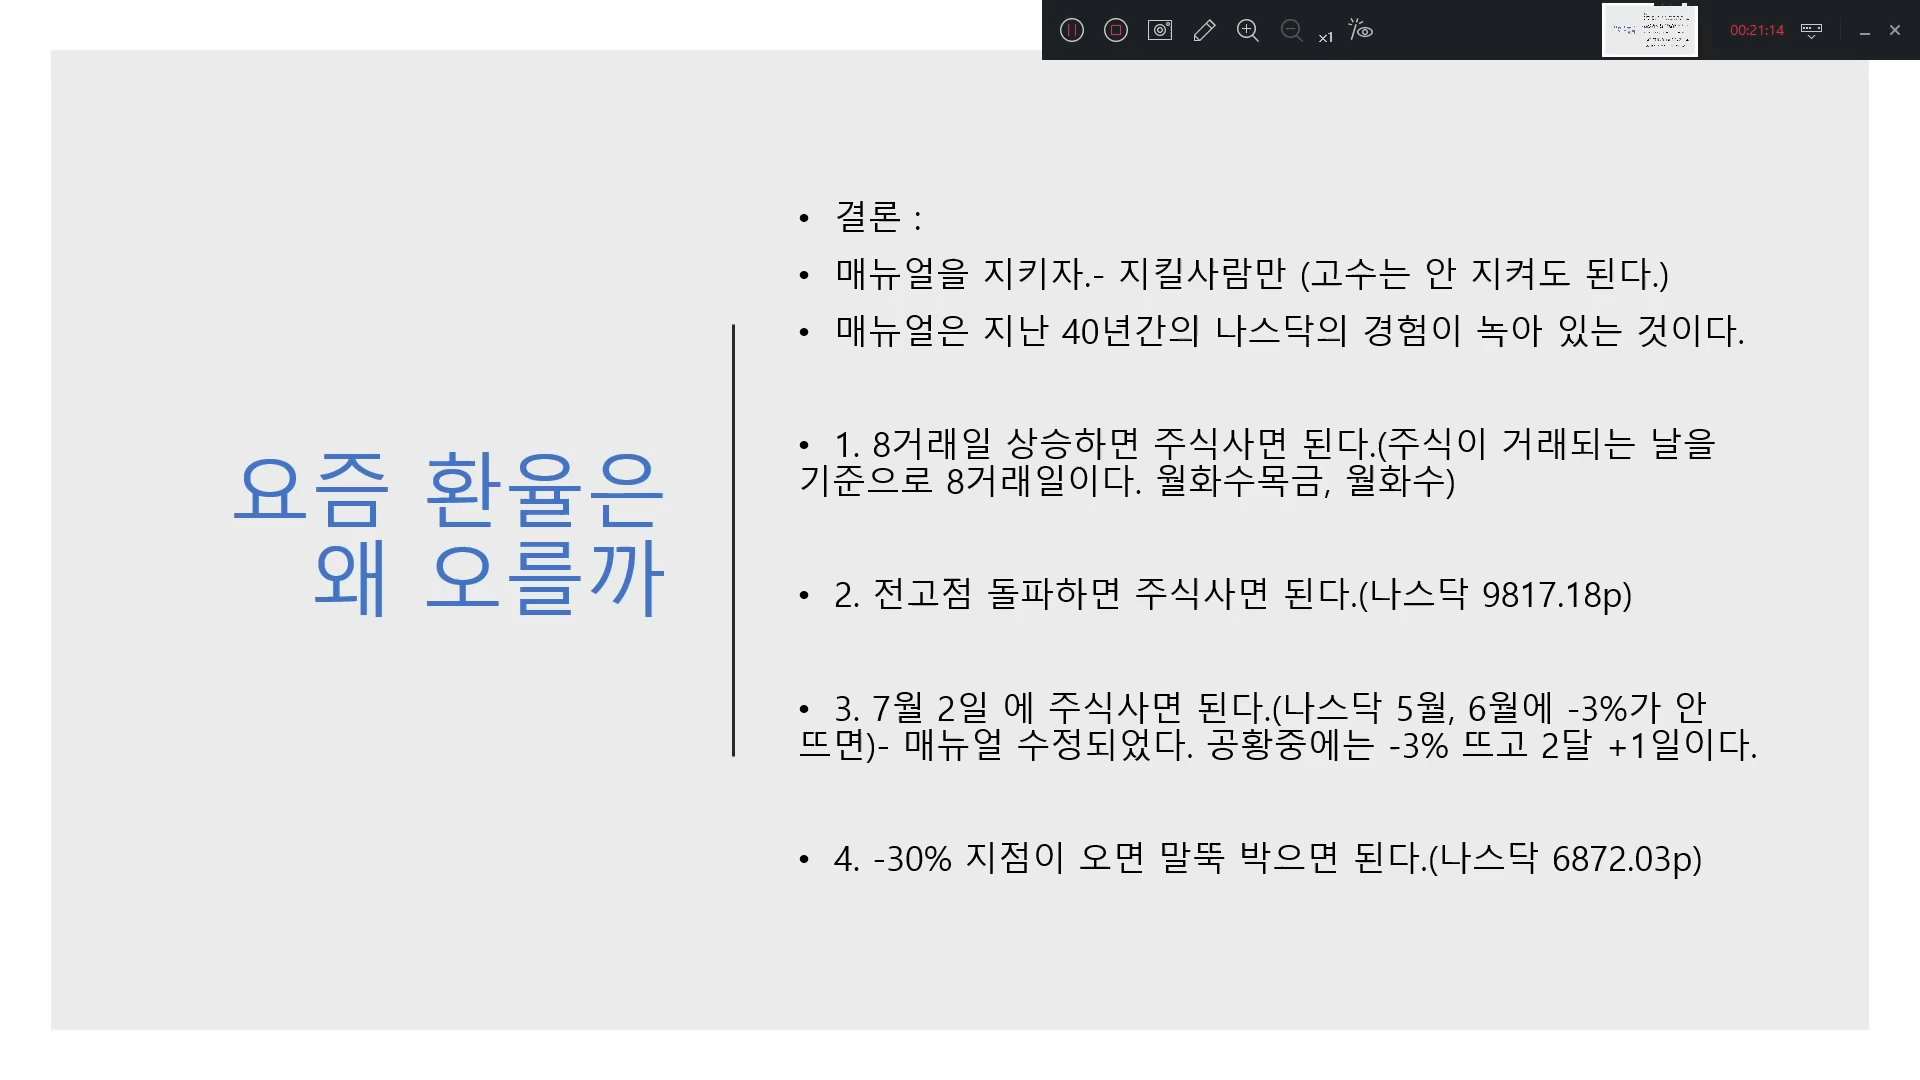 x1
00:21:14
요즘 환율은
왜 오를까
• 결론 :
• 매뉴얼을 지키자.- 지킬사람만 (고수는 안 지켜도 된다.)
• 매뉴얼은 지난 40년간의 나스닥의 경험이 녹아 있는 것이다.
• 1. 8거래일 상승하면 주식사면 된다.(주식이 거래되는 날을
기준으로 8거래일이다. 월화수목금, 월화수)
• 2. 전고점 돌파하면 주식사면 된다.(나스닥 9817.18p)
• 3. 7월 2일 에 주식사면 된다.(나스닥 5월, 6월에 -3%가 안
뜨면)- 매뉴얼 수정되었다. 공황중에는 -3% 뜨고 2달 +1일이다.
• 4. -30% 지점이 오면 말뚝 박으면 된다.(나스닥 6872.03p)